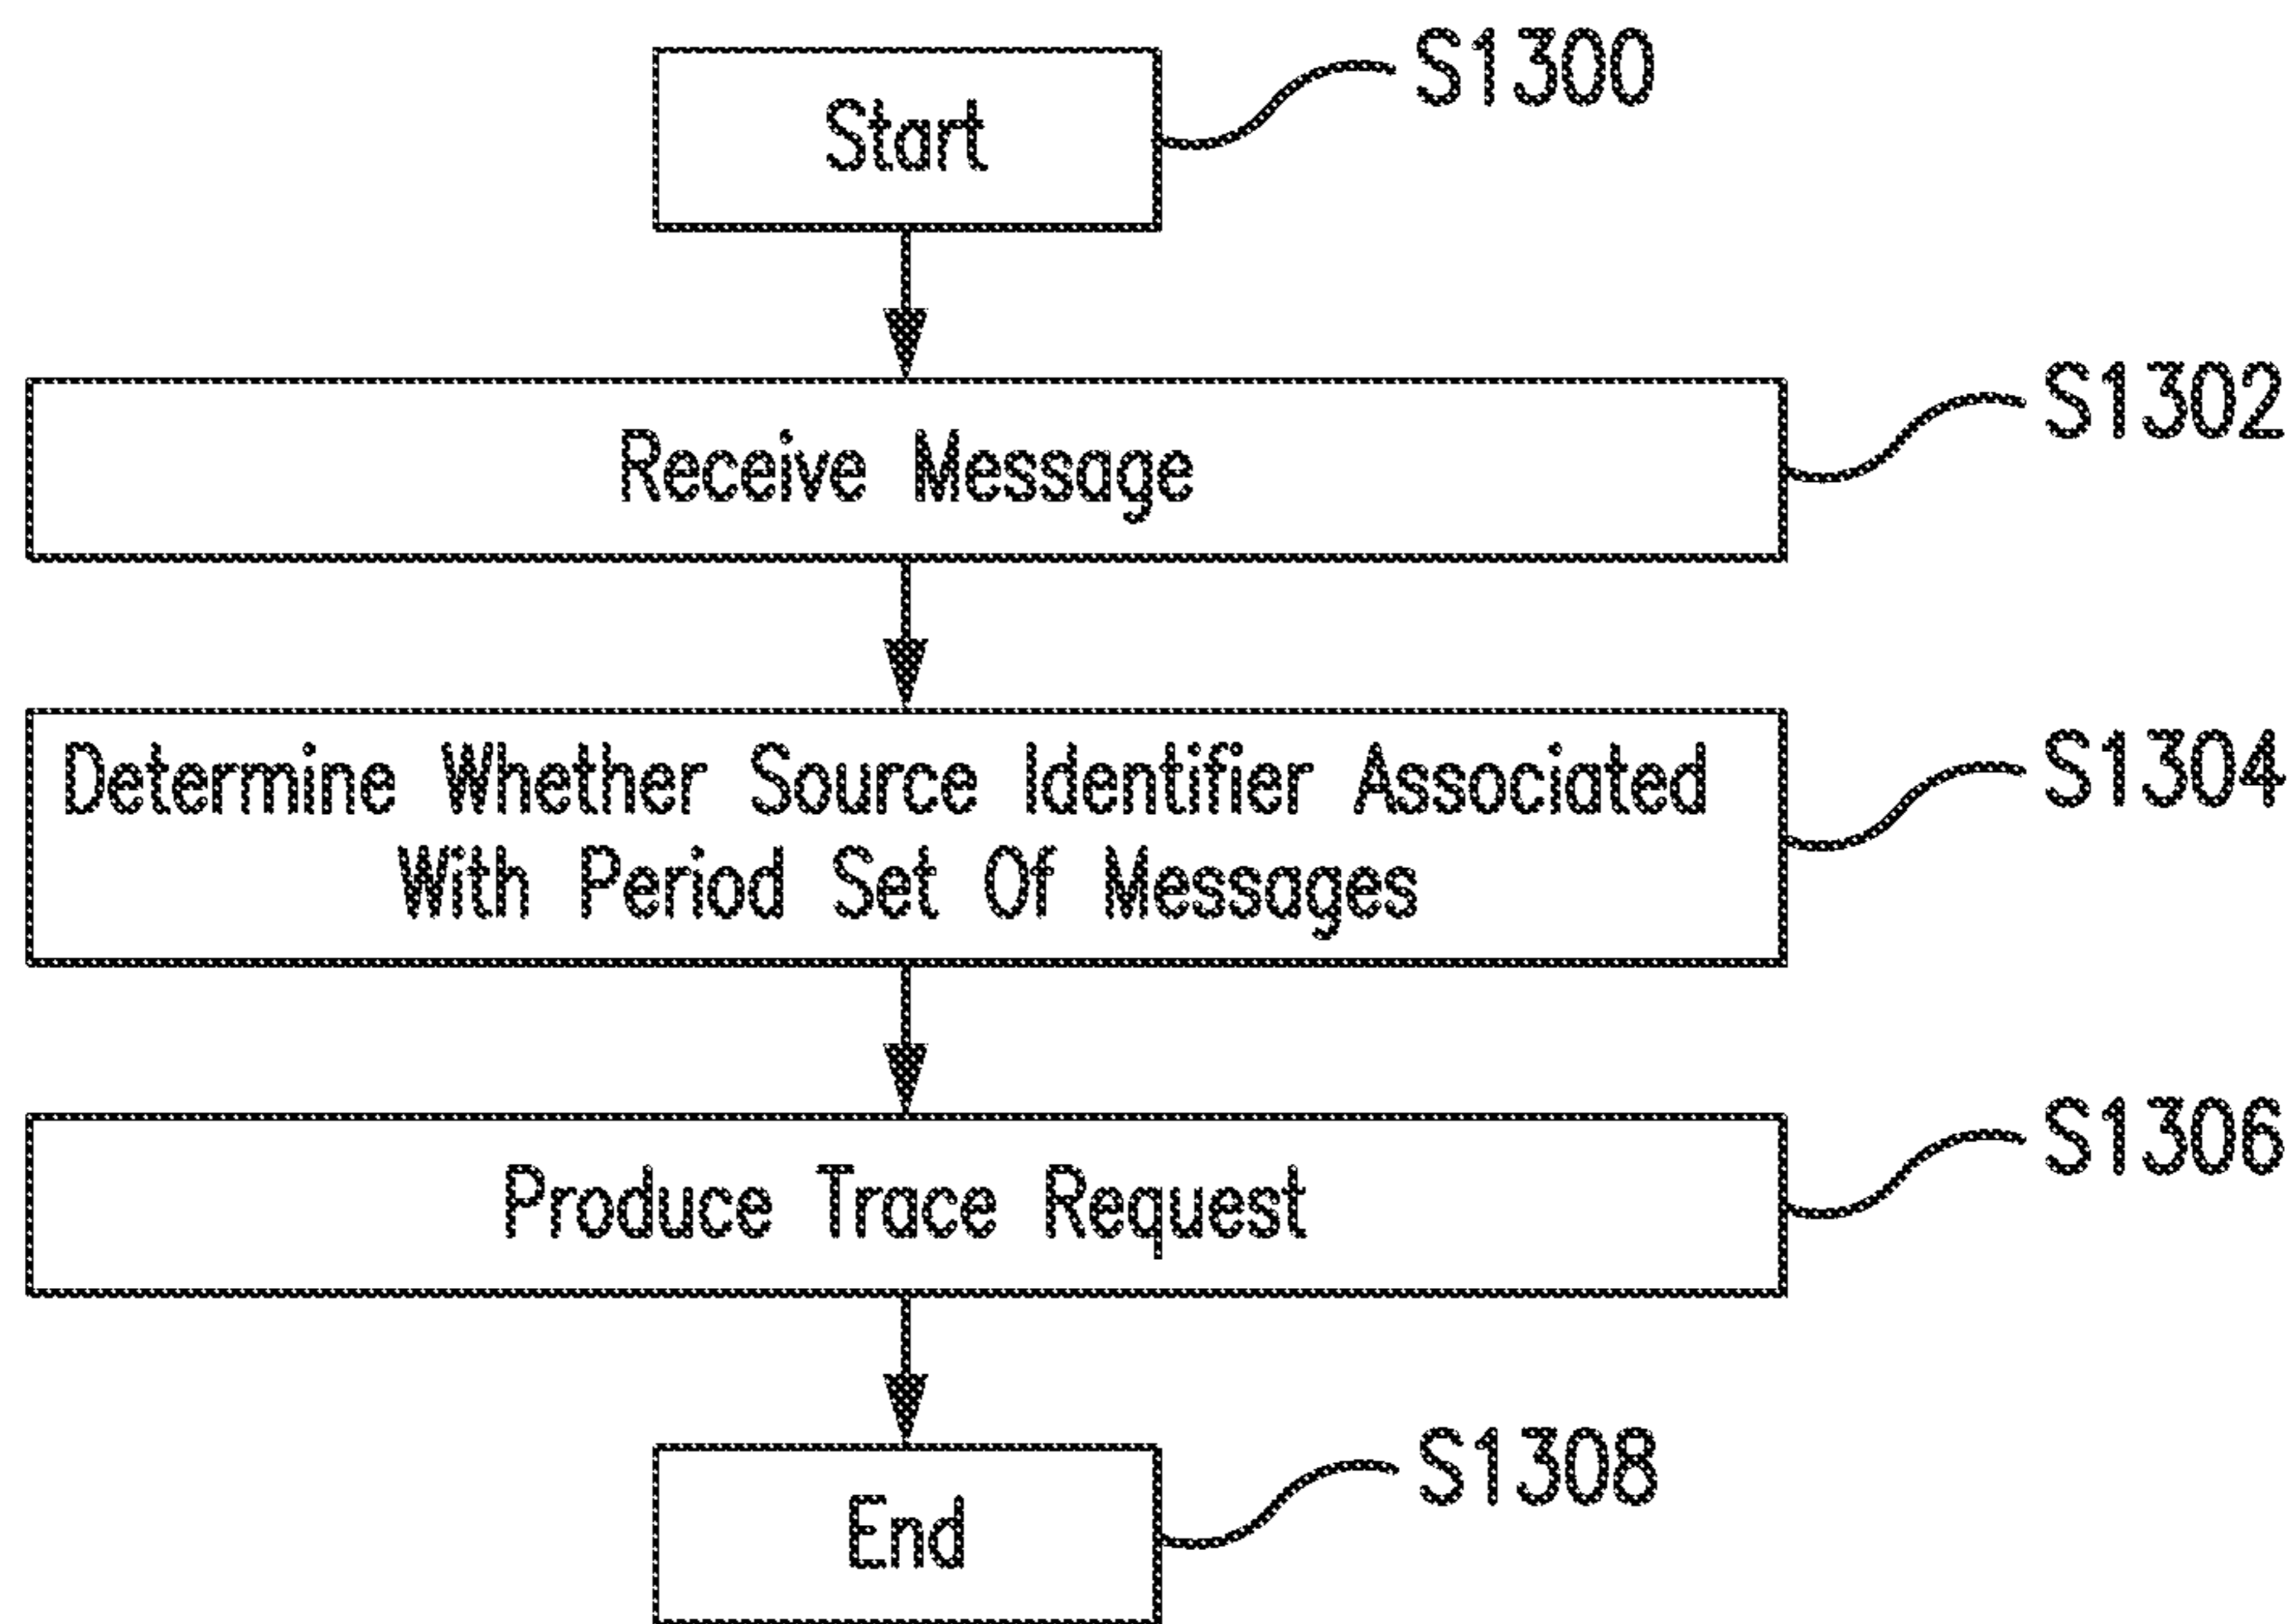 Start
S1300
Receive Message
S1302
Determine Whether Source Identifier Associated
With Period Set Of Messages
S1304
Produce Trace Request
S1306
End
S1308